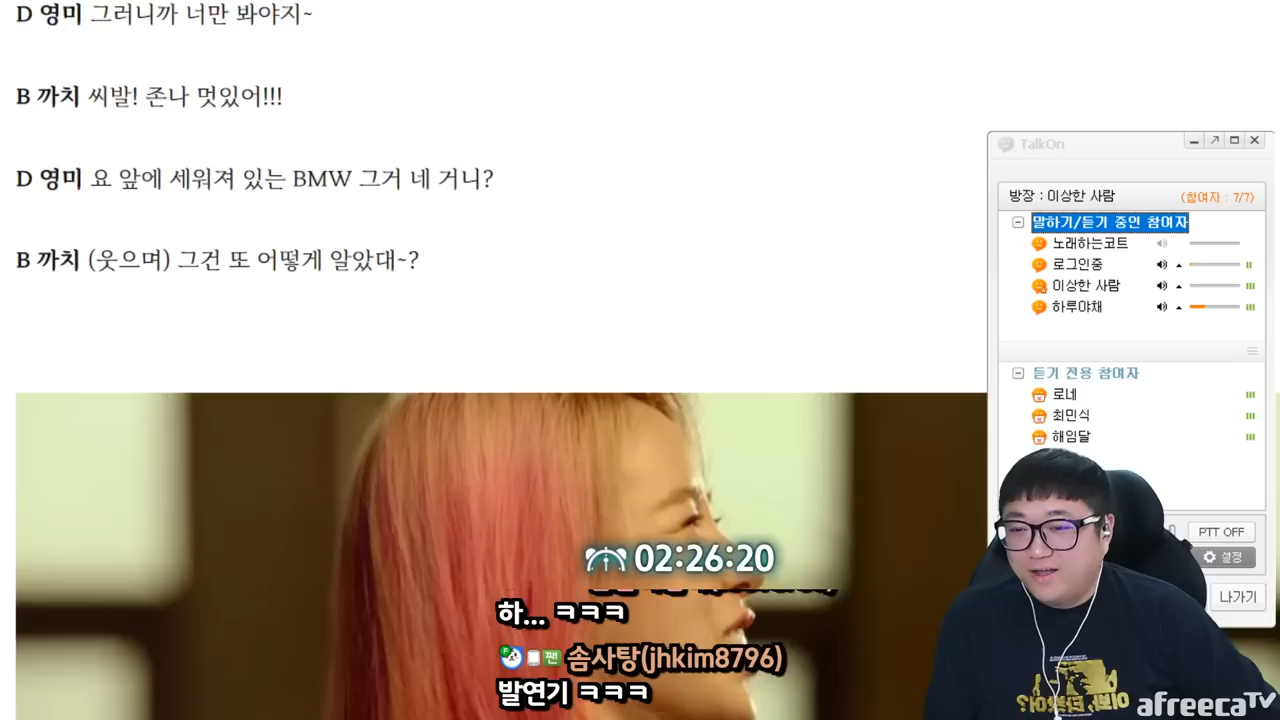 D 영미 그러니까 너만 봐야지~
B 까치 씨발! 존나 멋있어!!!
D 영미 요 앞에 세워져 있는 BMW 그거 네 거니?
B 까치 (웃으며) 그건 또 어떻게 알았대~?
TalkOn
방장 : 이상한 사람 (참여자 : 7/7)
말하기/듣기 중인 참여자
노래하는코트
로그인중
이상한 사람
하루야채
듣기 전용 참여자
로네
최민식
해임달
PTT OFF
설정
나가기
02:26:20
하... ㅋㅋㅋ
F 팬 솜사탕(jhkim8796)
발연기 ㅋㅋㅋ
afreecaTV